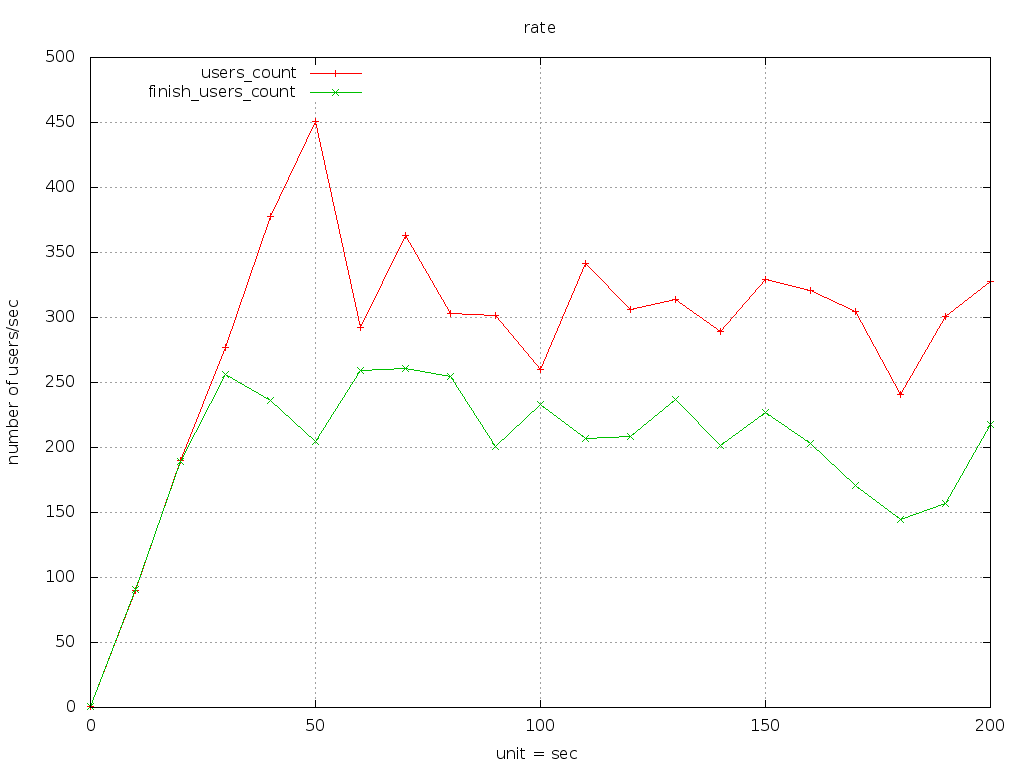 rate
500
users_count
finish_users_count
450
400
350
300
250
200
150
100
50
0
number of users/sec
0 50 100 150 200
unit = sec